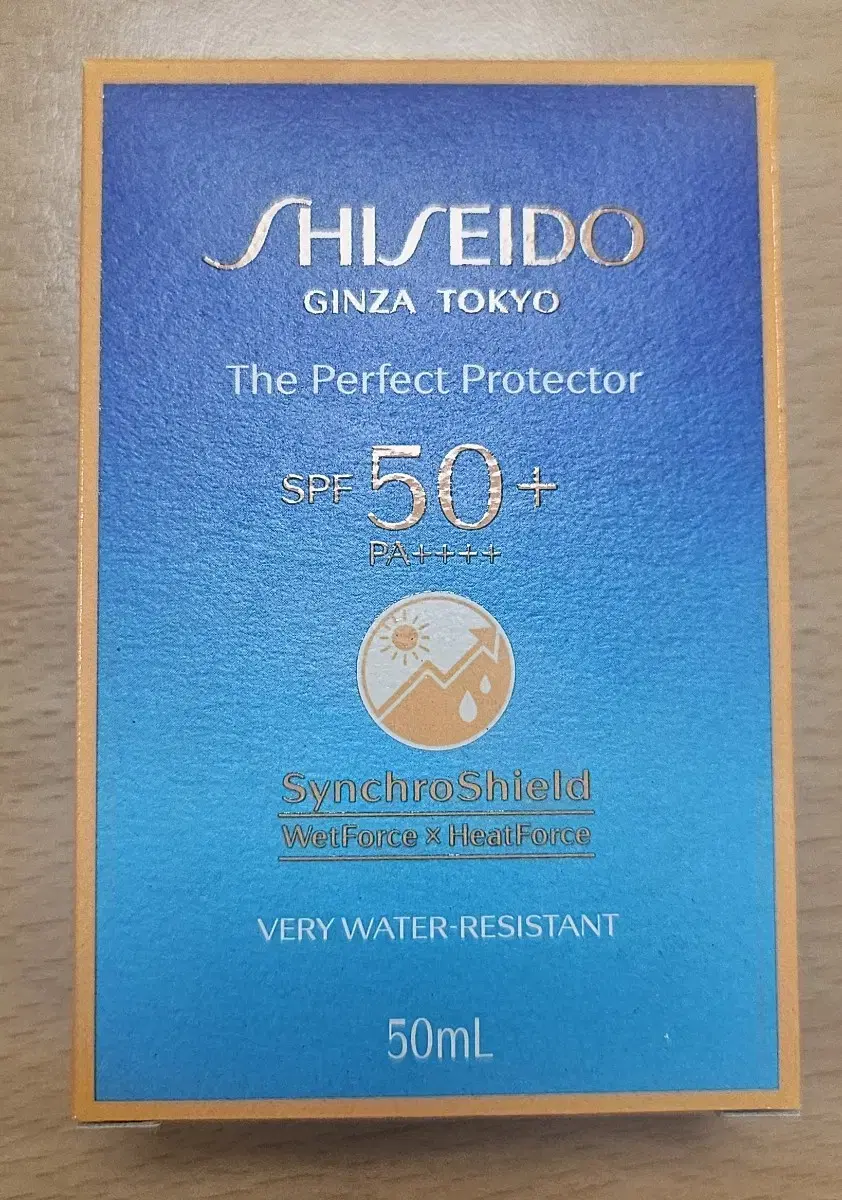 SHISEIDO
GINZA TOKYO
The Perfect Protector
SPF 50+
PA++++
SynchroShield
WetForce × HeatForce
VERY WATER-RESISTANT
50mL